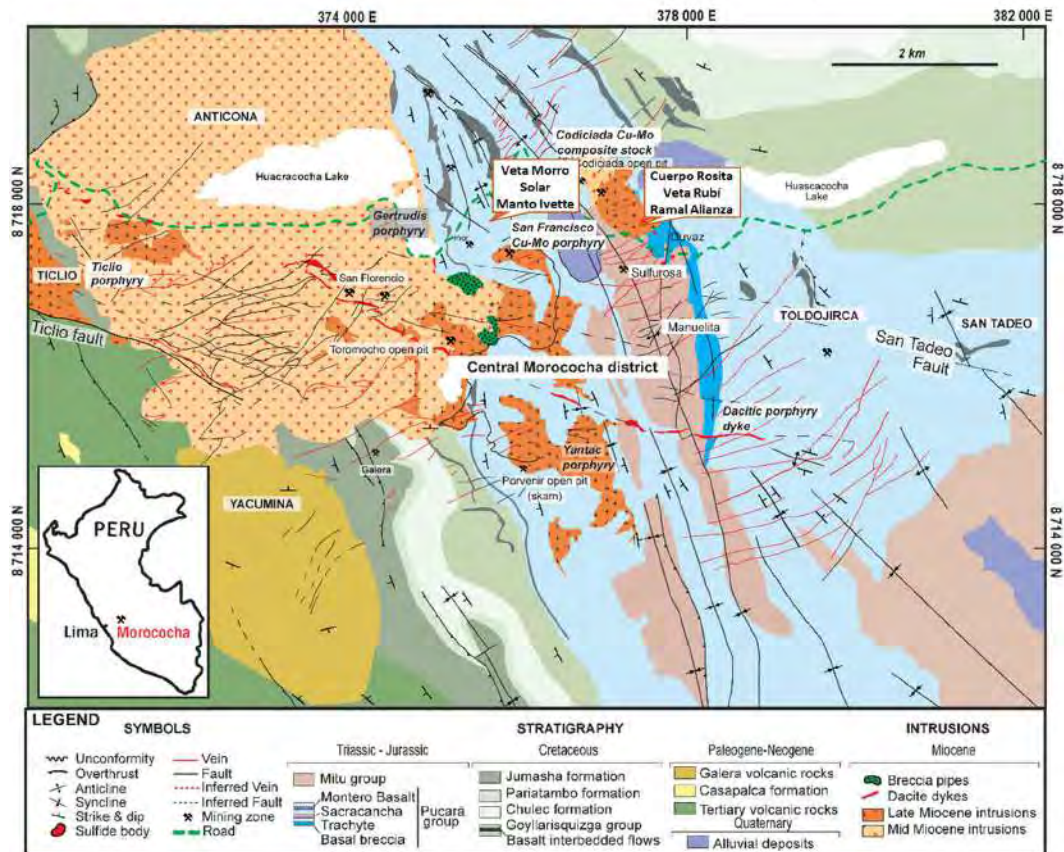 374 000 E
378 000 E
382 000 E
2 km
ANTICONA
Huacracocha Lake
Codiciada Cu-Mo
composite stock
Codiciada open pit
Veta Morro
Solar
Manto Ivette
Cuerpo Rosita
Veta Rubí
Ramal Alianza
Huascacocha
Lake
8 718 000 N
8 718 000 N
Gertrudis
porphyry
San Francisco
Cu-Mo porphyry
TICLIO
Ticlio
porphyry
San Florencio
Sulfurosa
Manuelita
TOLDOJIRCA
SAN TADEO
San Tadeo
Fault
Ticlio fault
Toromocho open pit
Central Morococha district
Dacitic porphyry
dyke
Yantac
porphyry
Galera
Porvenir open pit
(skarn)
YACUMINA
8 714 000 N
8 714 000 N
PERU
Lima
Morococha
LEGEND
SYMBOLS
Unconformity
Overthrust
Anticline
Syncline
Strike & dip
Sulfide body
Vein
Fault
Inferred Vein
Inferred Fault
Mining zone
Road
STRATIGRAPHY
Triassic - Jurassic
Mitu group
Montero Basalt
Sacracancha
Trachyte
Basal breccia
Pucará
group
Cretaceous
Jumasha formation
Pariatambo formation
Chulec formation
Goyllarisquizga group
Basalt interbedded flows
Paleogene-Neogene
Galera volcanic rocks
Casapalca formation
Tertiary volcanic rocks
Quaternary
Alluvial deposits
INTRUSIONS
Miocene
Breccia pipes
Dacite dykes
Late Miocene intrusions
Mid Miocene intrusions